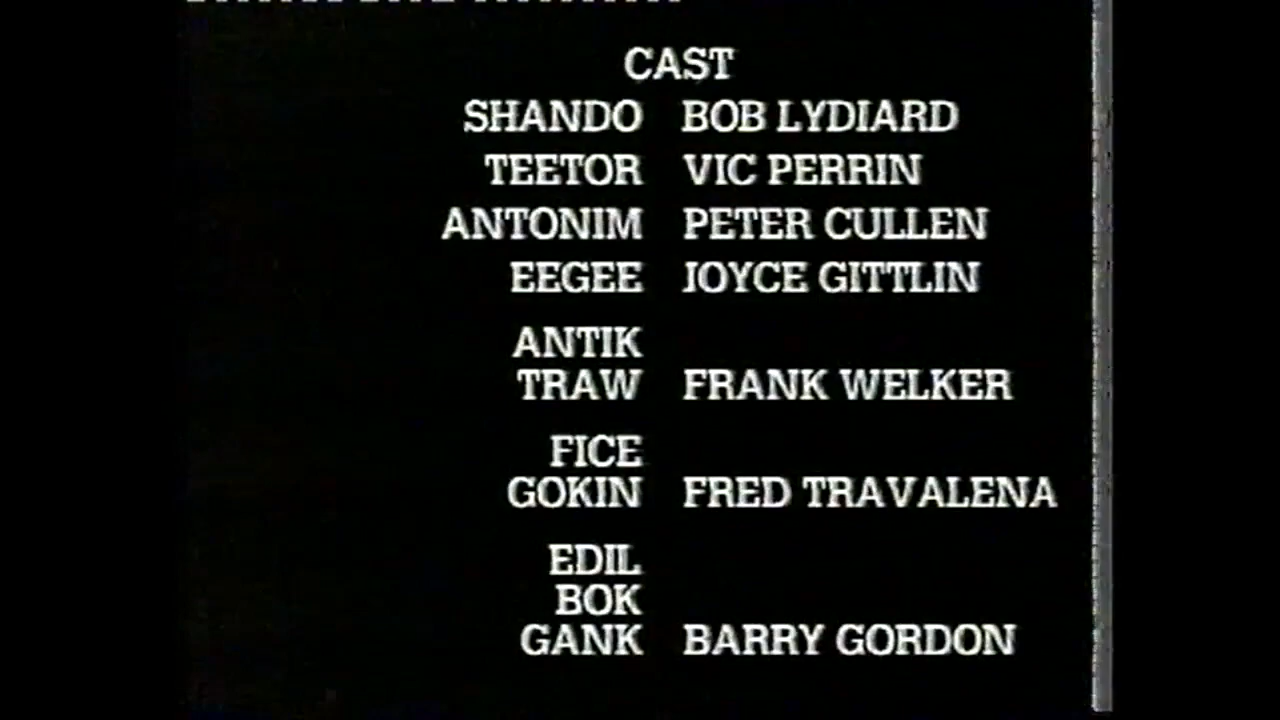 CAST
SHANDO BOB LYDIARD
TEETOR VIC PERRIN
ANTONIM PETER CULLEN
EEGEE JOYCE GITTLIN
ANTIK
TRAW FRANK WELKER
FICE
GOKIN FRED TRAVALENA
EDIL
BOK
GANK BARRY GORDON